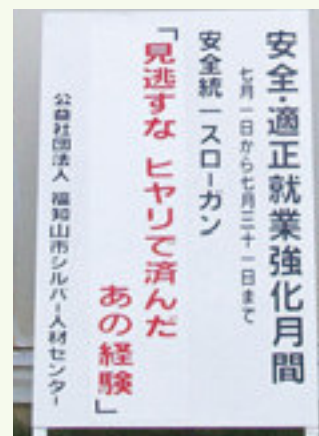 安全・適正就業強化月間
七月一日から七月三十一日まで
安全統一スローガン
「見逃すな ヒヤリで済んだ
あの経験」
公益社団法人 福知山市シルバー人材センター